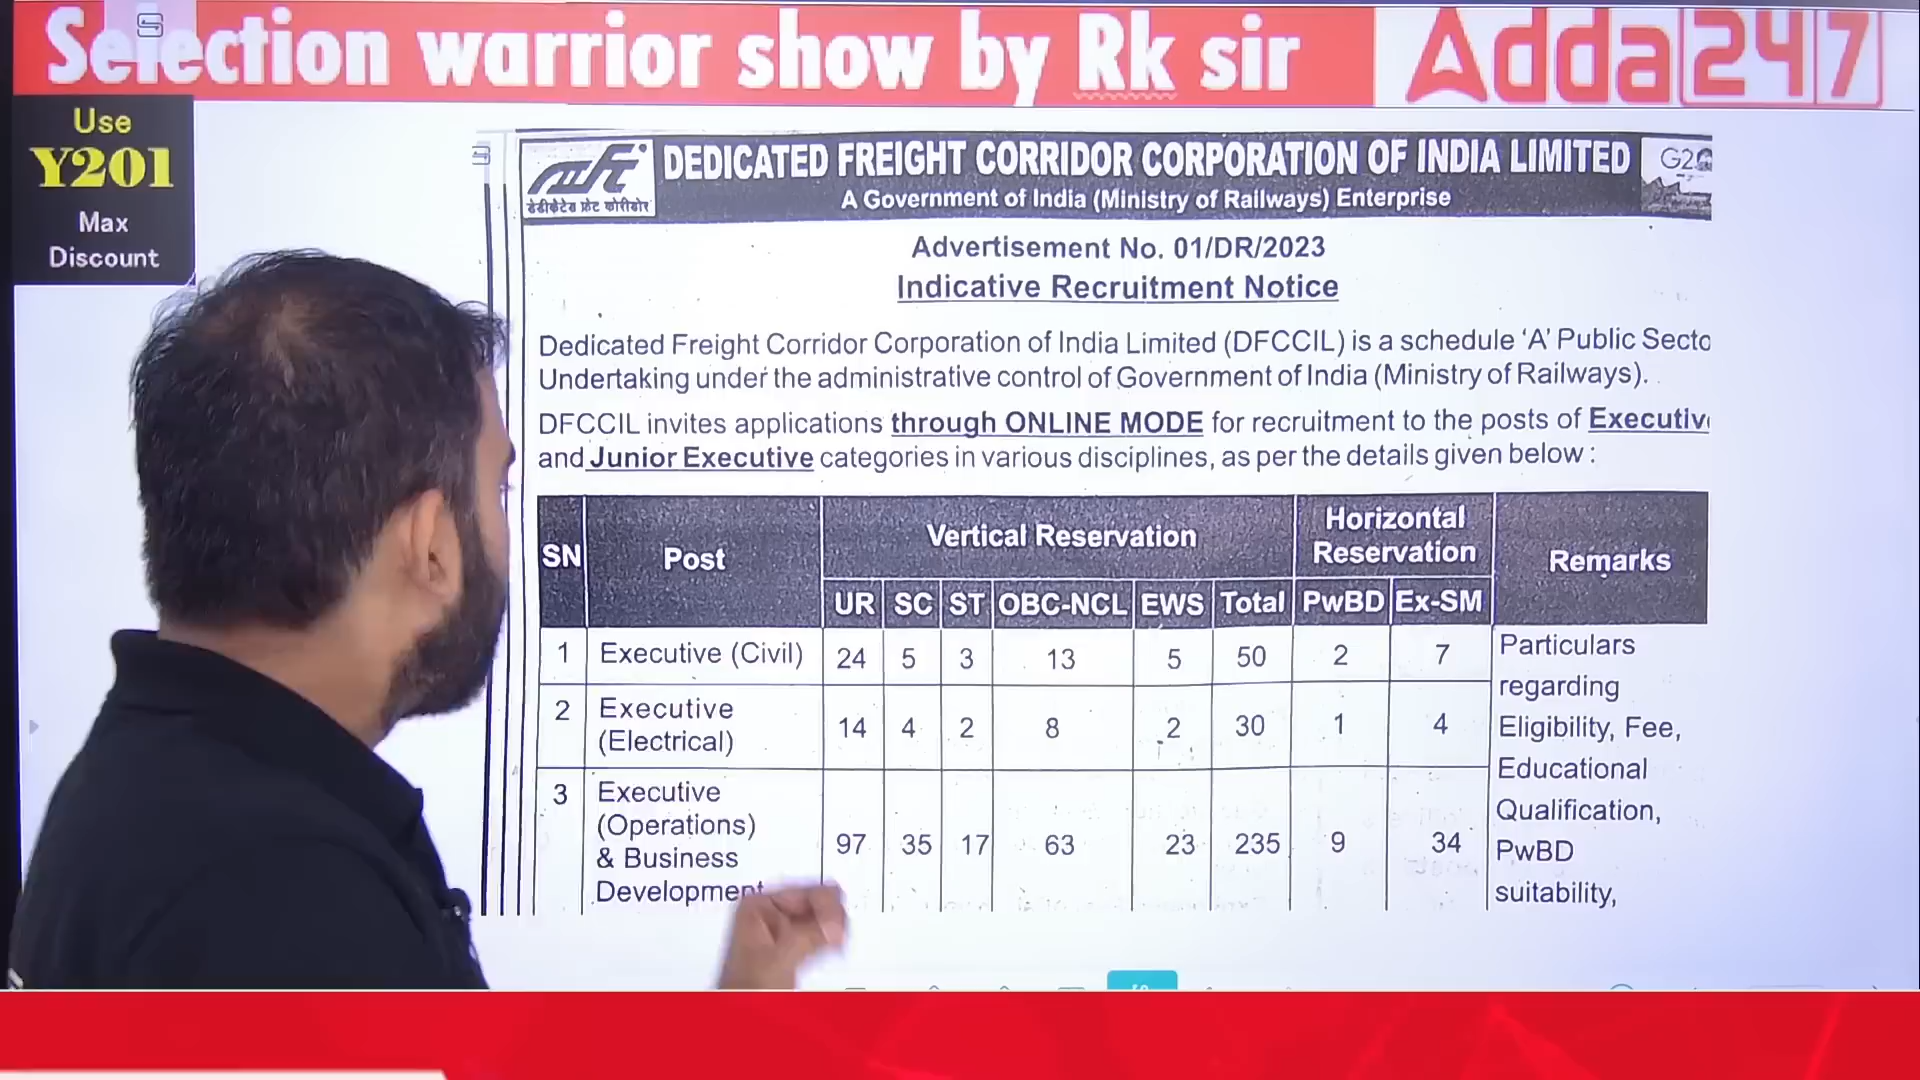 Selection warrior show by Rk sir
Adda247
Use
Y201
Max
Discount
डेडीकेटेड फ्रेट कोरीडोर
DEDICATED FREIGHT CORRIDOR CORPORATION OF INDIA LIMITED
A Government of India (Ministry of Railways) Enterprise
Advertisement No. 01/DR/2023
Indicative Recruitment Notice
Dedicated Freight Corridor Corporation of India Limited (DFCCIL) is a schedule ‘A’ Public Secto
Undertaking under the administrative control of Government of India (Ministry of Railways).
DFCCIL invites applications through ONLINE MODE for recruitment to the posts of Executiv
and Junior Executive categories in various disciplines, as per the details given below :
SN Post Vertical Reservation Horizontal Reservation Remarks
UR SC ST OBC-NCL EWS Total PwBD Ex-SM
1 Executive (Civil) 24 5 3 13 5 50 2 7
2 Executive (Electrical) 14 4 2 8 2 30 1 4
3 Executive (Operations) & Business Development 97 35 17 63 23 235 9 34
Particulars
regarding
Eligibility, Fee,
Educational
Qualification,
PwBD
suitability,